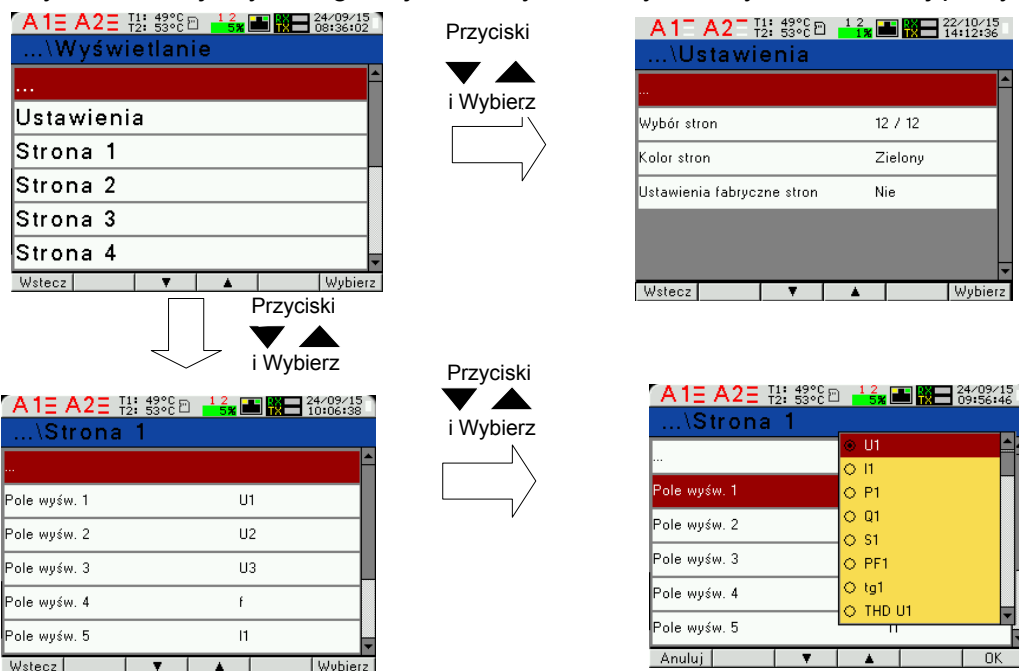 A1 A2 T1: 49°C T2: 53°C 1 2 5% RX TX 24/09/15 08:36:02
...\Wyświetlanie
...
Ustawienia
Strona 1
Strona 2
Strona 3
Strona 4
Wstecz ▼ ▲ Wybierz
Przyciski
▼ ▲
i Wybierz
A1 A2 T1: 49°C T2: 53°C 1 2 1% RX TX 22/10/15 14:12:36
...\Ustawienia
...
Wybór stron 12 / 12
Kolor stron Zielony
Ustawienia fabryczne stron Nie
Wstecz ▼ ▲ Wybierz
Przyciski
▼ ▲
i Wybierz
A1 A2 T1: 49°C T2: 53°C 1 2 5% RX TX 24/09/15 10:06:38
...\Strona 1
...
Pole wyśw. 1 U1
Pole wyśw. 2 U2
Pole wyśw. 3 U3
Pole wyśw. 4 f
Pole wyśw. 5 I1
Wstecz ▼ ▲ Wybierz
Przyciski
▼ ▲
i Wybierz
A1 A2 T1: 49°C T2: 53°C 1 2 5% RX TX 24/09/15 09:56:46
...\Strona 1
...
Pole wyśw. 1
Pole wyśw. 2
Pole wyśw. 3
Pole wyśw. 4
Pole wyśw. 5
U1
I1
P1
Q1
S1
PF1
tg1
THD U1
Anuluj ▼ ▲ OK